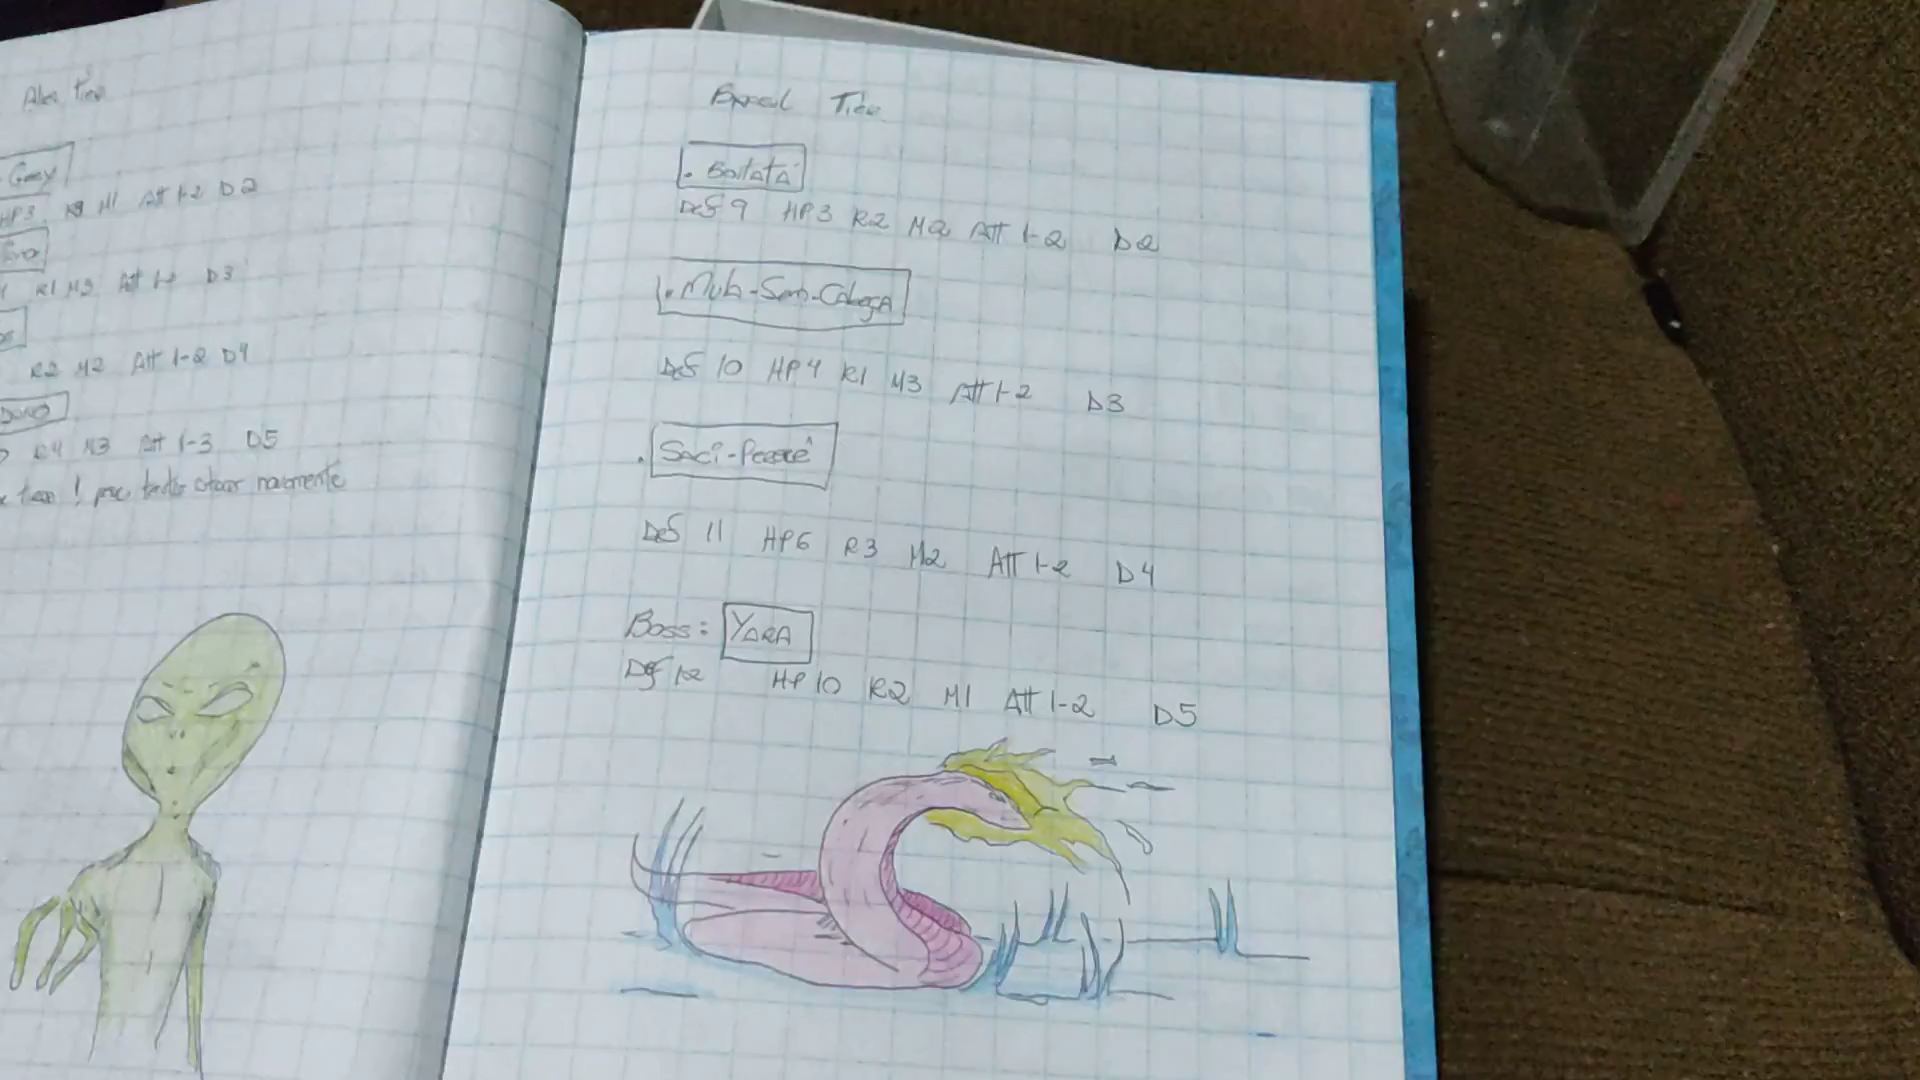 Alien Tier
Grey
HP3 R3 M1 Att 1-2 D2
R1 M3 Att 1-2 D3
R2 M2 Att 1-2 D4
R4 M3 Att 1-3 D5
! novamente
Brasil Tier
. Boitatá
Def 9 HP3 R2 M2 Att 1-2 D2
. Mula-Sem-Cabeça
Def 10 HP4 R1 M3 Att 1-2 D3
. Saci-Pererê
Def 11 HP6 R3 M2 Att 1-2 D4
Boss: YARA
Def 12 HP 10 R2 M1 Att 1-2 D5